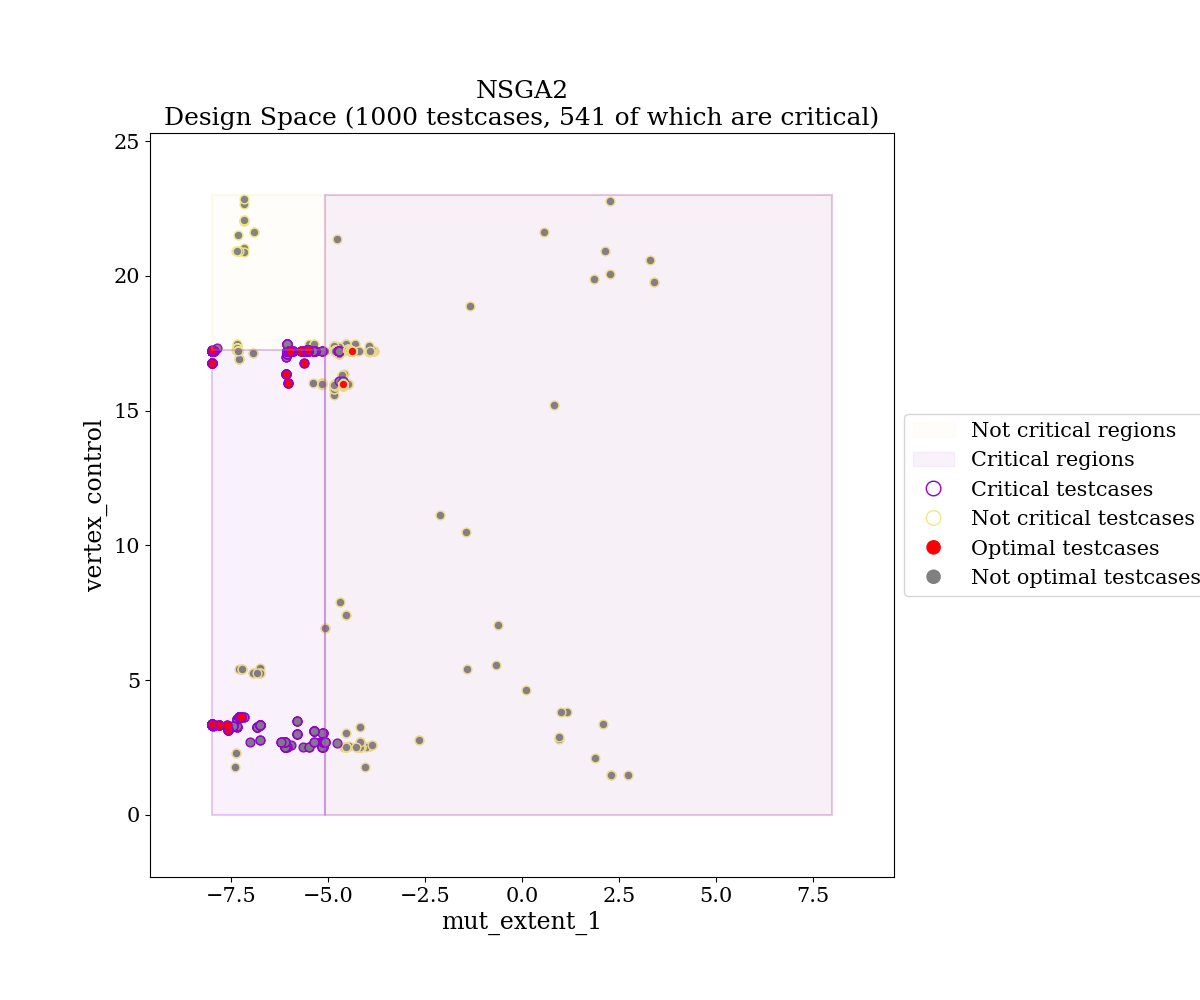 NSGA2
Design Space (1000 testcases, 541 of which are critical)
25
20
15
10
5
0
vertex_control
−7.5
−5.0
−2.5
0.0
2.5
5.0
7.5
mut_extent_1
Not critical regions
Critical regions
Critical testcases
Not critical testcases
Optimal testcases
Not optimal testcases